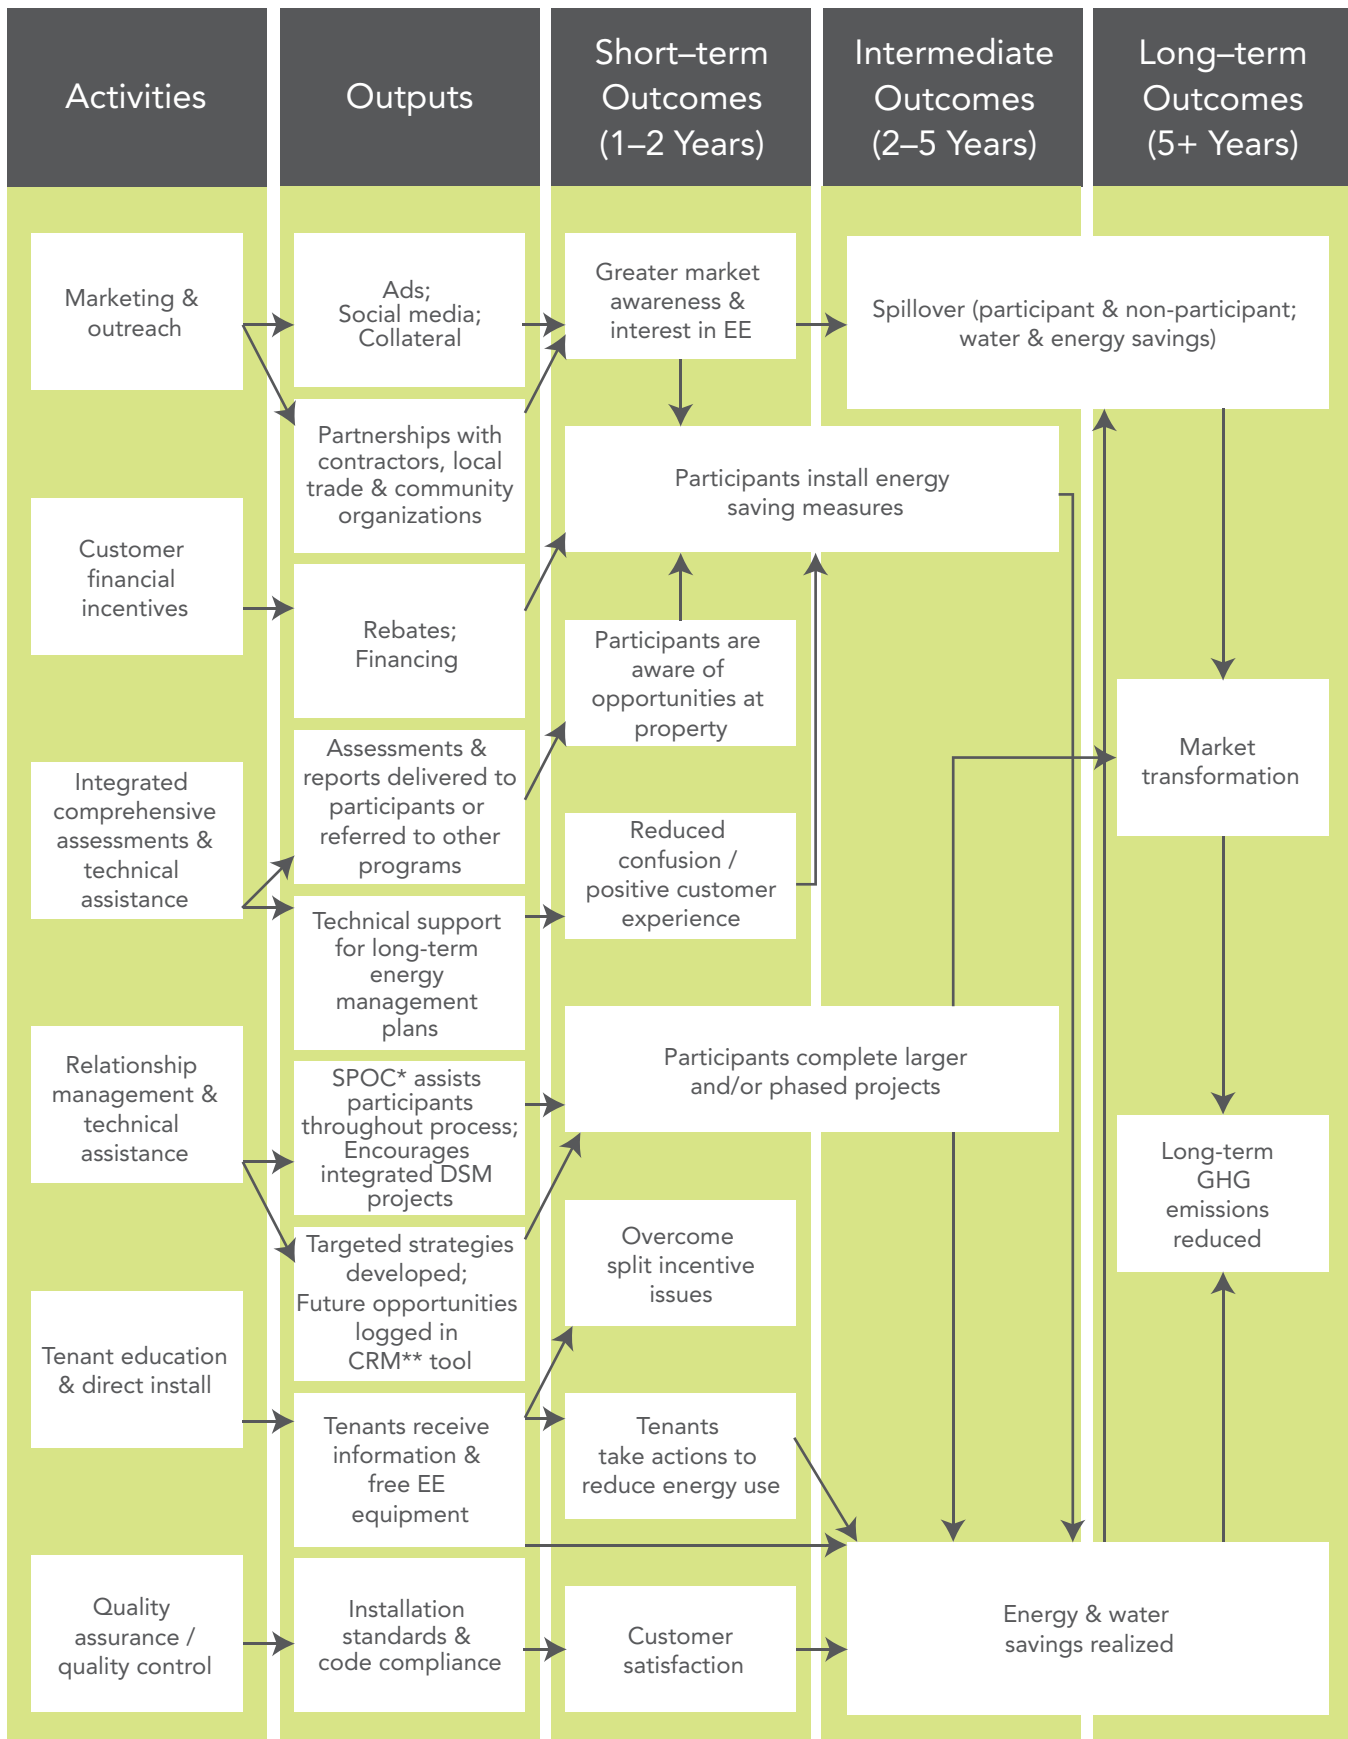 Activities
Outputs
Short–term
Outcomes
(1–2 Years)
Intermediate
Outcomes
(2–5 Years)
Long–term
Outcomes
(5+ Years)
Marketing &
outreach
Customer
financial
incentives
Integrated
comprehensive
assessments &
technical
assistance
Relationship
management &
technical
assistance
Tenant education
& direct install
Quality
assurance /
quality control
Ads;
Social media;
Collateral
Partnerships with
contractors, local
trade & community
organizations
Rebates;
Financing
Assessments &
reports delivered to
participants or
referred to other
programs
Technical support
for long-term
energy
management
plans
SPOC* assists
participants
throughout process;
Encourages
integrated DSM
projects
Targeted strategies
developed;
Future opportunities
logged in
CRM** tool
Tenants receive
information &
free EE
equipment
Installation
standards &
code compliance
Greater market
awareness &
interest in EE
Participants install energy
saving measures
Participants are
aware of
opportunities at
property
Reduced
confusion /
positive customer
experience
Participants complete larger
and/or phased projects
Overcome
split incentive
issues
Tenants
take actions to
reduce energy use
Customer
satisfaction
Spillover (participant & non-participant;
water & energy savings)
Market
transformation
Long-term
GHG
emissions
reduced
Energy & water
savings realized